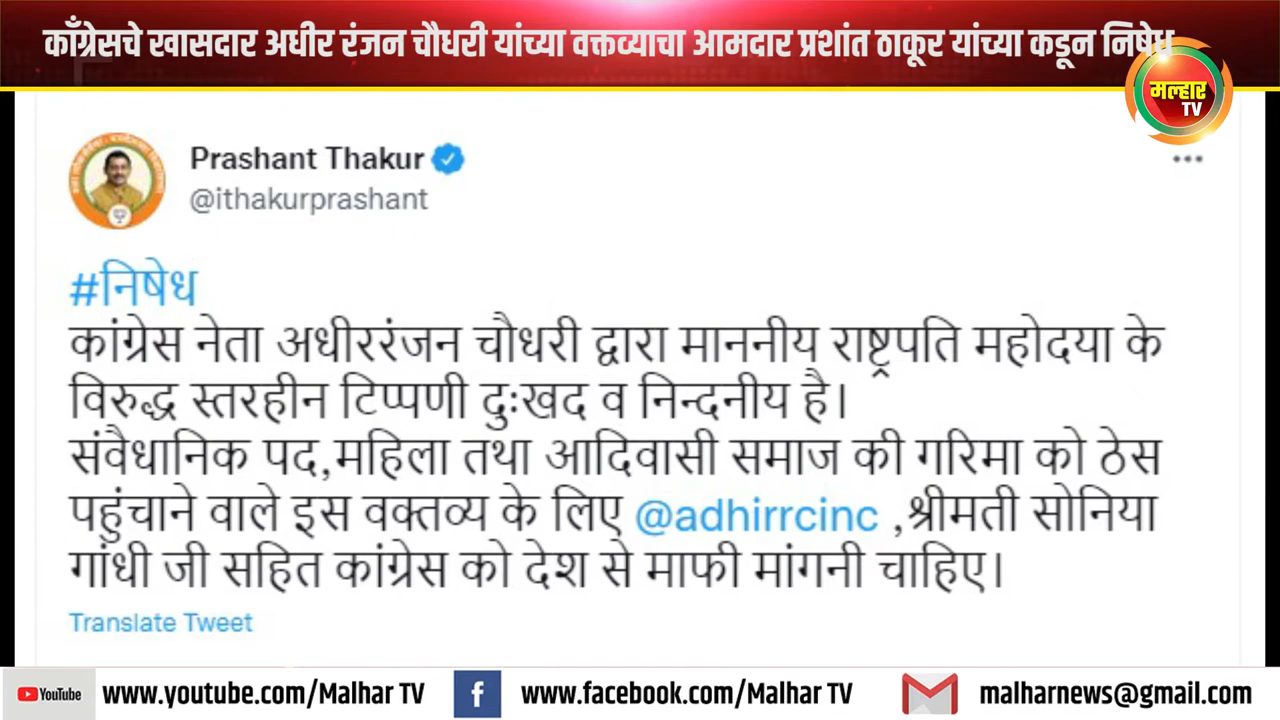 काँग्रेसचे खासदार अधीर रंजन चौधरी यांच्या वक्तव्याचा आमदार प्रशांत ठाकूर यांच्या कडून निषेध
मल्हार
TV
Prashant Thakur
@ithakurprashant
#निषेध
कांग्रेस नेता अधीररंजन चौधरी द्वारा माननीय राष्ट्रपति महोदया के
विरुद्ध स्तरहीन टिप्पणी दुःखद व निन्दनीय है।
संवैधानिक पद,महिला तथा आदिवासी समाज की गरिमा को ठेस
पहुंचाने वाले इस वक्तव्य के लिए @adhirrcinc ,श्रीमती सोनिया
गांधी जी सहित कांग्रेस को देश से माफी मांगनी चाहिए।
Translate Tweet
YouTube www.youtube.com/Malhar TV www.facebook.com/Malhar TV malharnews@gmail.com